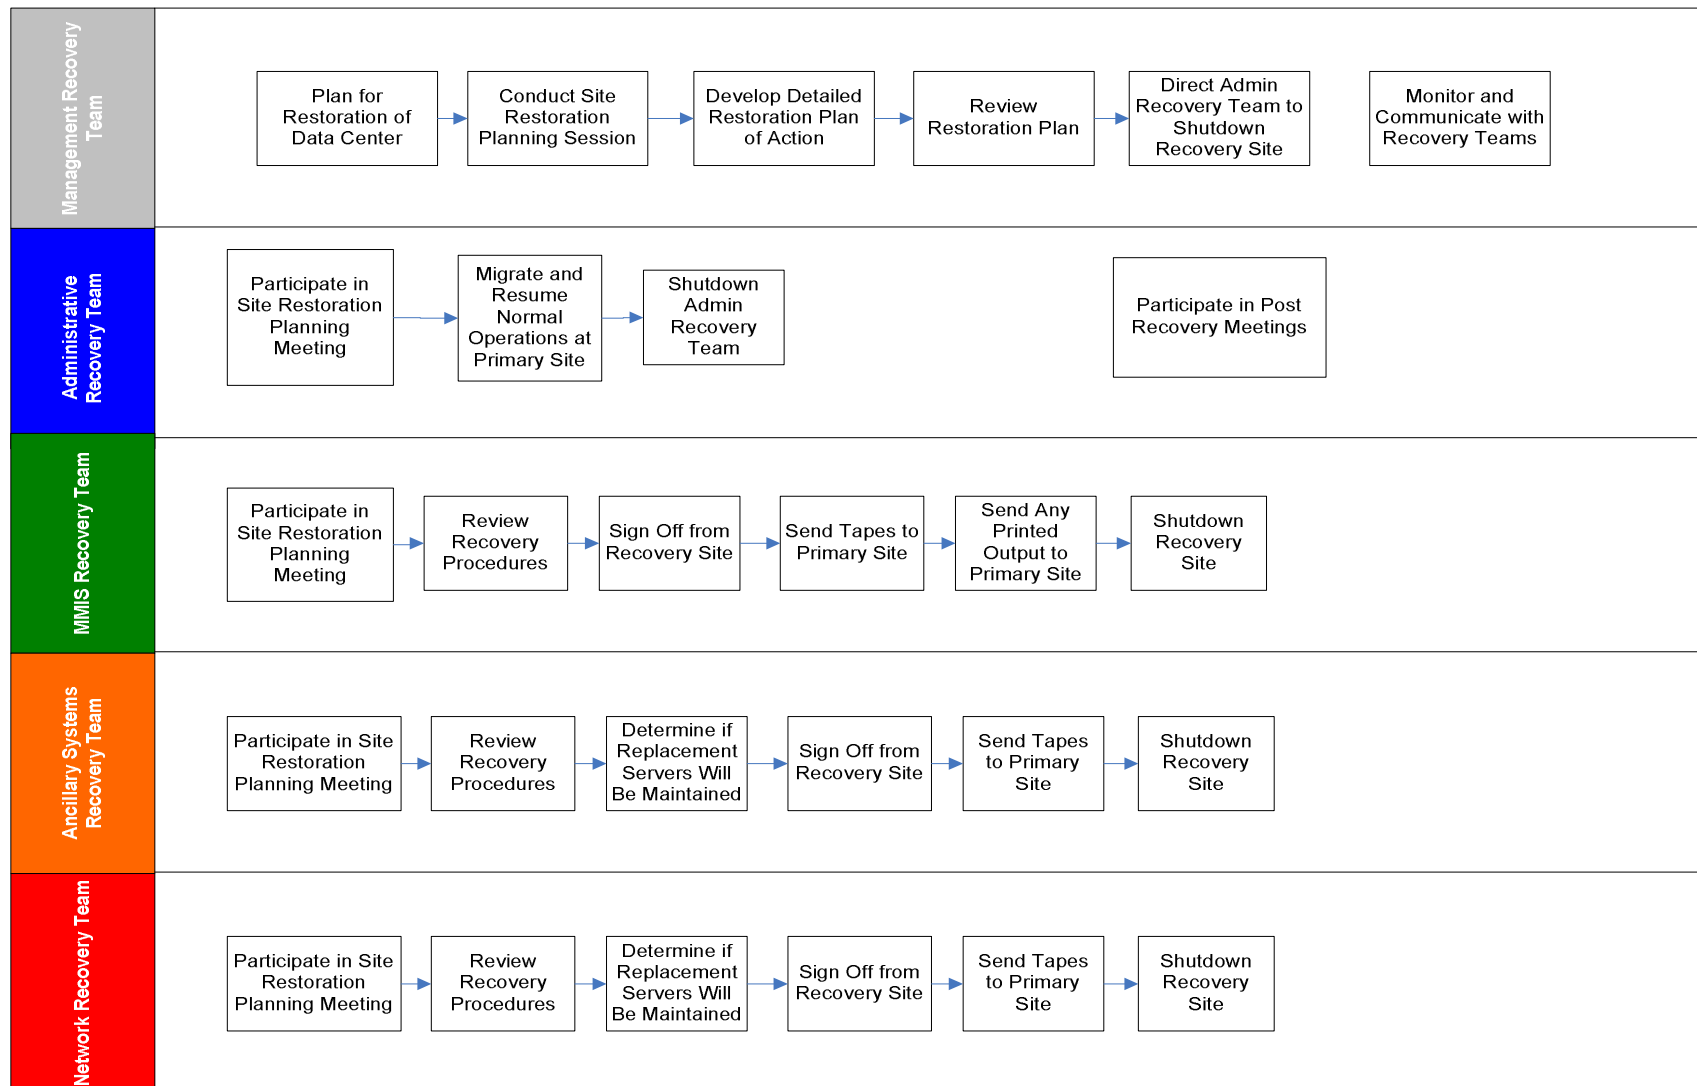 Management Recovery
Team
Plan for
Restoration of
Data Center
Conduct Site
Restoration
Planning Session
Develop Detailed
Restoration Plan
of Action
Review
Restoration Plan
Direct Admin
Recovery Team to
Shutdown
Recovery Site
Monitor and
Communicate with
Recovery Teams
Administrative
Recovery Team
Participate in
Site Restoration
Planning
Meeting
Migrate and
Resume
Normal
Operations at
Primary Site
Shutdown
Admin
Recovery
Team
Participate in Post
Recovery Meetings
MMIS Recovery Team
Participate in
Site Restoration
Planning
Meeting
Review
Recovery
Procedures
Sign Off from
Recovery Site
Send Tapes to
Primary Site
Send Any
Printed
Output to
Primary Site
Shutdown
Recovery
Site
Ancillary Systems
Recovery Team
Participate in Site
Restoration
Planning Meeting
Review
Recovery
Procedures
Determine if
Replacement
Servers Will
Be Maintained
Sign Off from
Recovery Site
Send Tapes
to Primary
Site
Shutdown
Recovery
Site
Network Recovery Team
Participate in Site
Restoration
Planning Meeting
Review
Recovery
Procedures
Determine if
Replacement
Servers Will
Be Maintained
Sign Off from
Recovery Site
Send Tapes
to Primary
Site
Shutdown
Recovery
Site